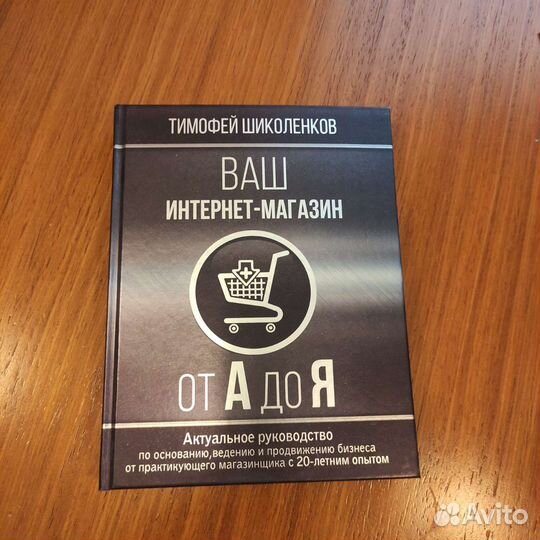 ТИМОФЕЙ ШИКОЛЕНКОВ
ВАШ
ИНТЕРНЕТ-МАГАЗИН
ОТ А ДО Я
Актуальное руководство
по основанию, ведению и продвижению бизнеса
от практикующего магазинщика с 20-летним опытом
Avito